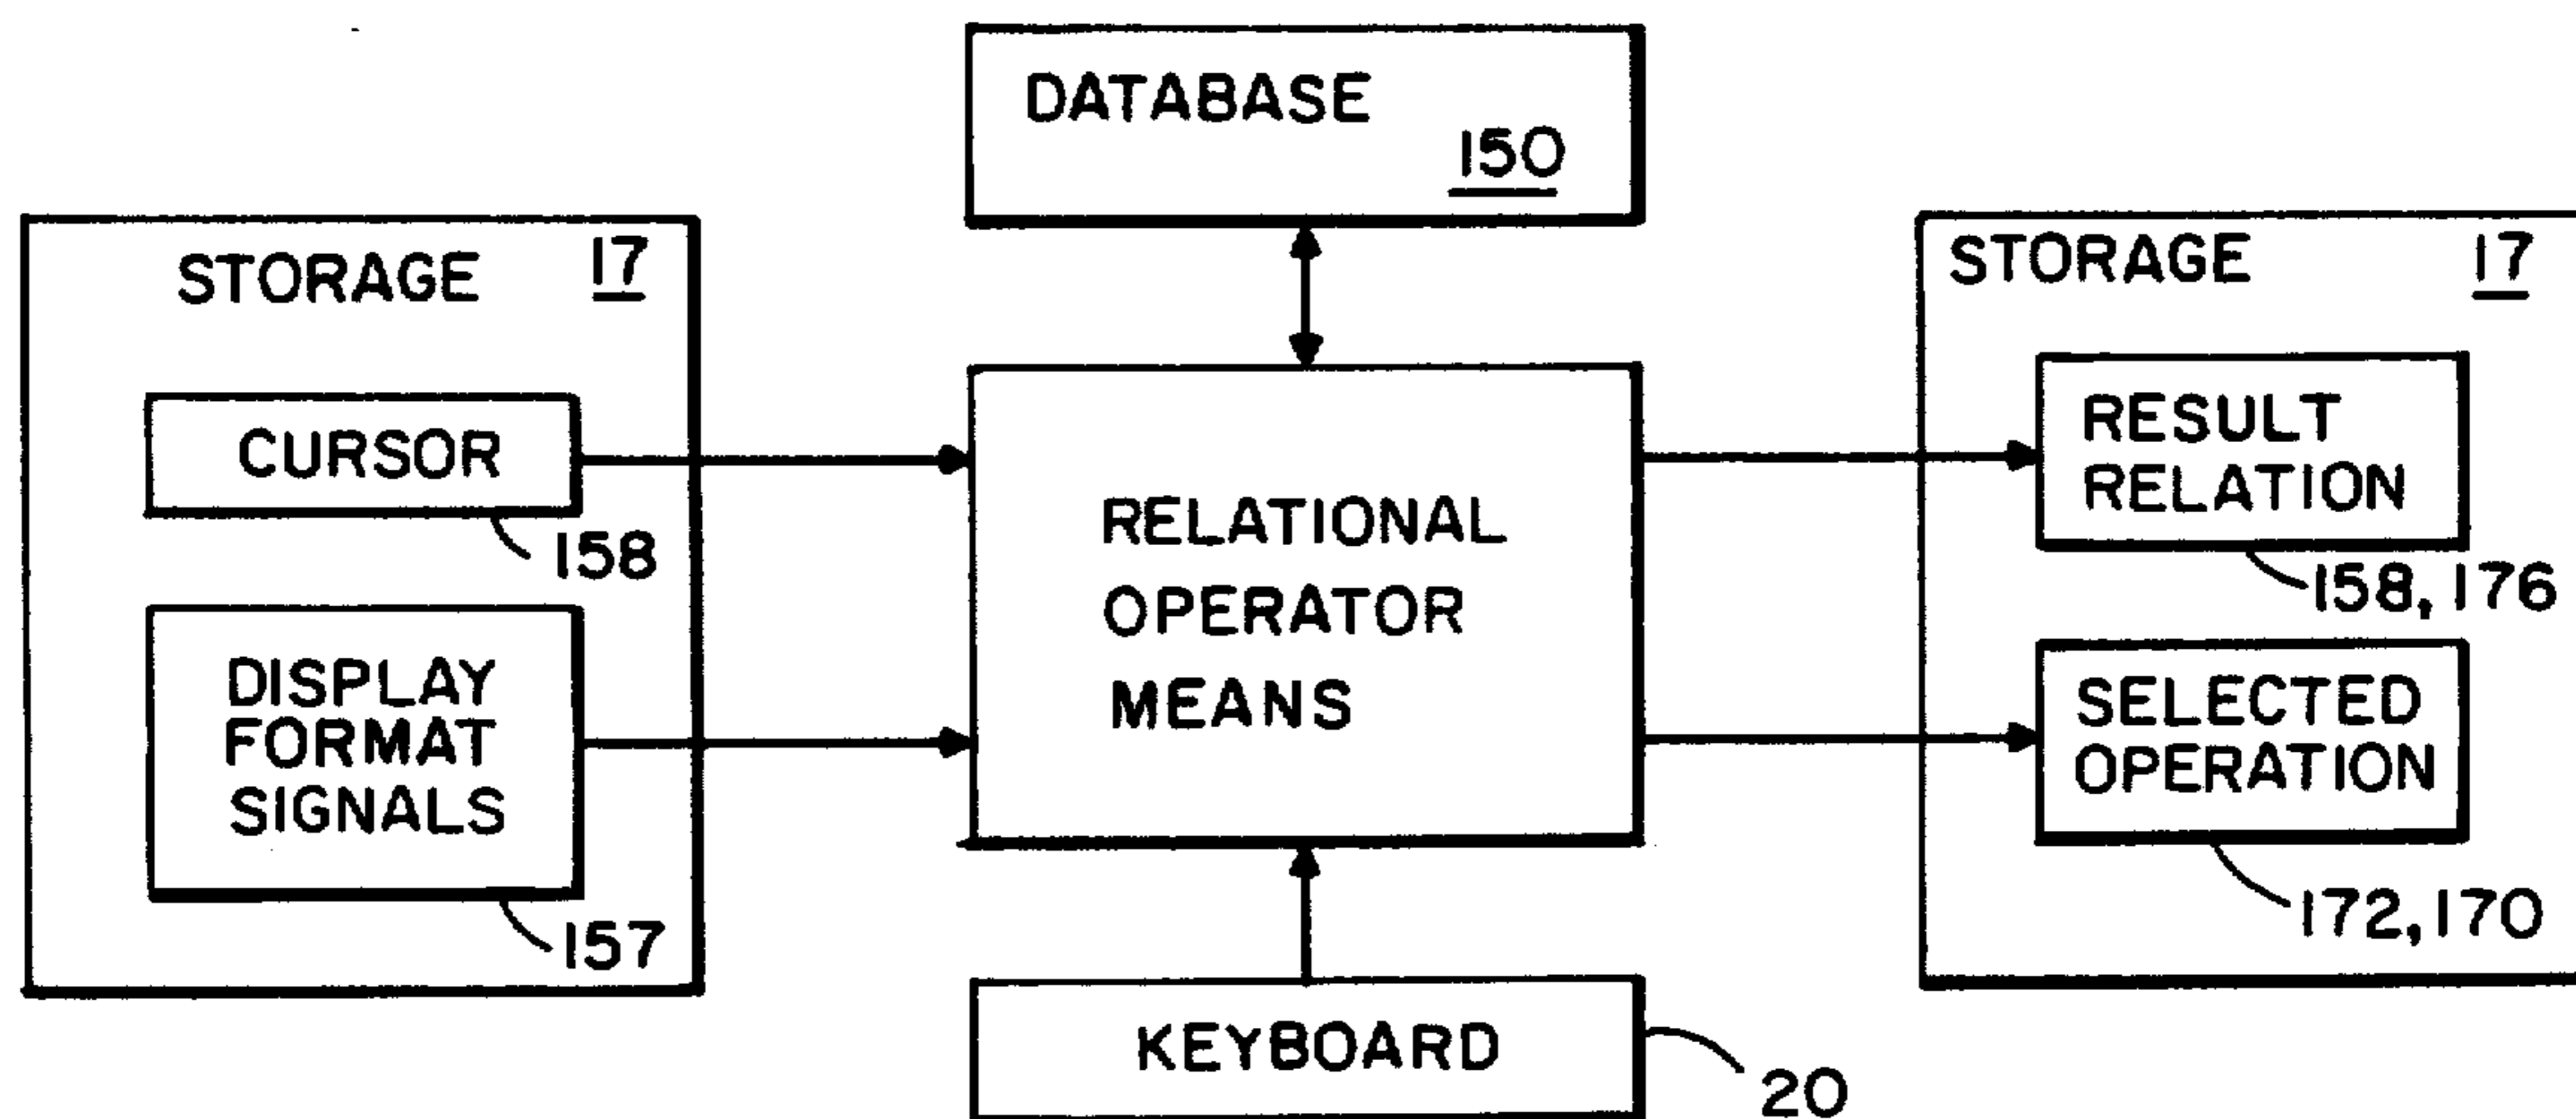 DATABASE
150
STORAGE 17
CURSOR
158
DISPLAY
FORMAT
SIGNALS
157
RELATIONAL
OPERATOR
MEANS
KEYBOARD
20
STORAGE 17
RESULT
RELATION
158, 176
SELECTED
OPERATION
172, 170